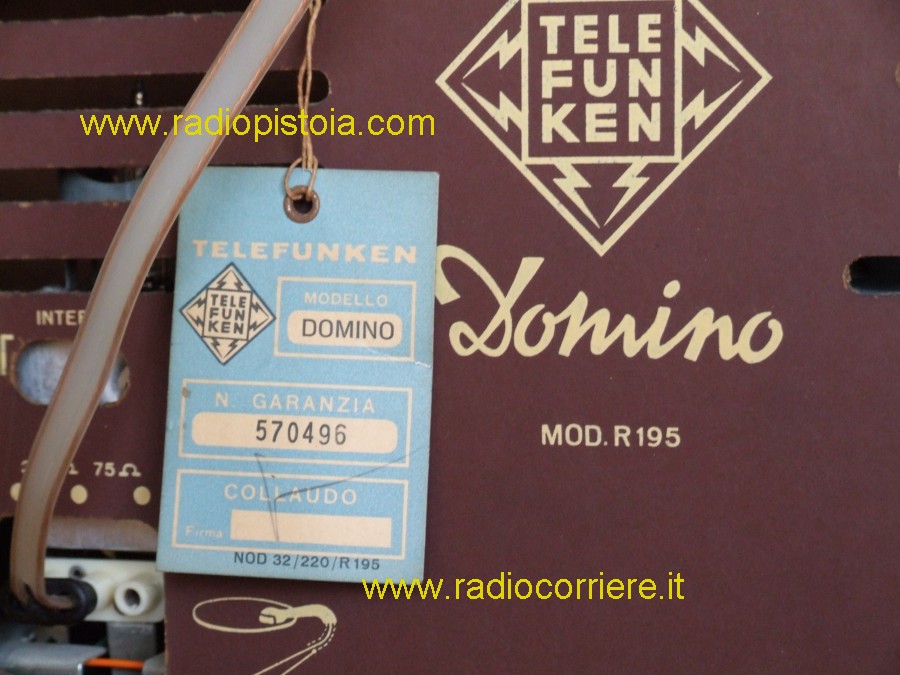 TELE
FUN
KEN
www.radiopistoia.com
TELEFUNKEN
TELE
FUN
KEN
MODELLO
DOMINO
Domino
INTE
N. GARANZIA
570496
MOD. R195
75Ω
COLLAUDO
Firma
NOD 32/220/R195
www.radiocorriere.it